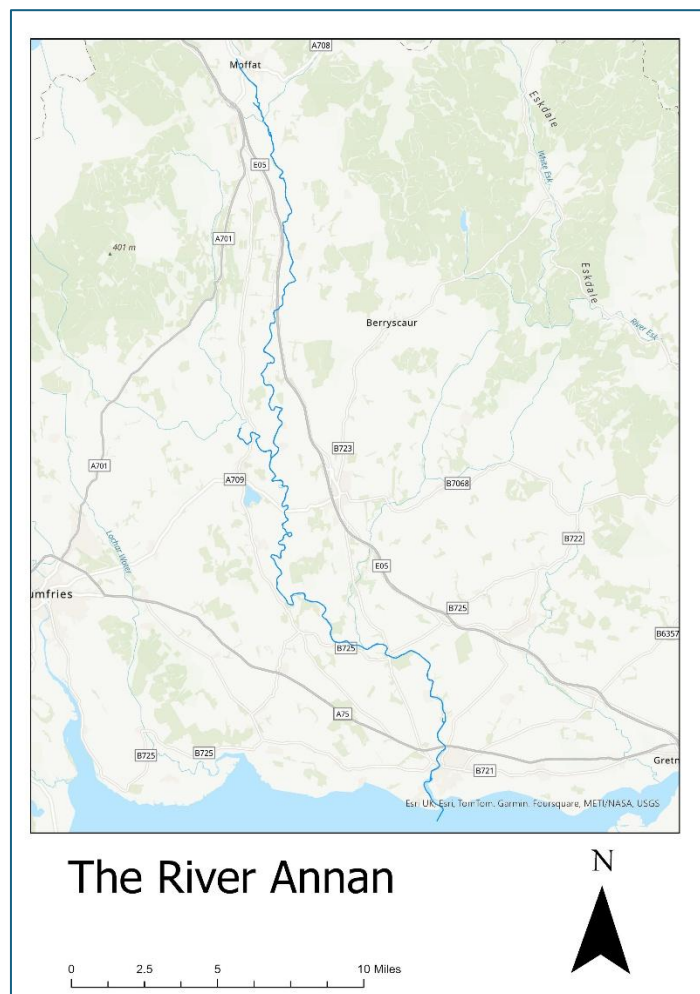 A708
Moffat
Eskdale
White Esk
E05
A701
401 m
Eskdale
Berryscaur
River Esk
B723
A701
A709
B7068
B722
Lochar Water
E05
umfries
B725
B6357
B725
A75
B725
B725
Gretn
B721
Esri UK, Esri, TomTom, Garmin, Foursquare, METI/NASA, USGS
The River Annan
N
0 2.5 5 10 Miles